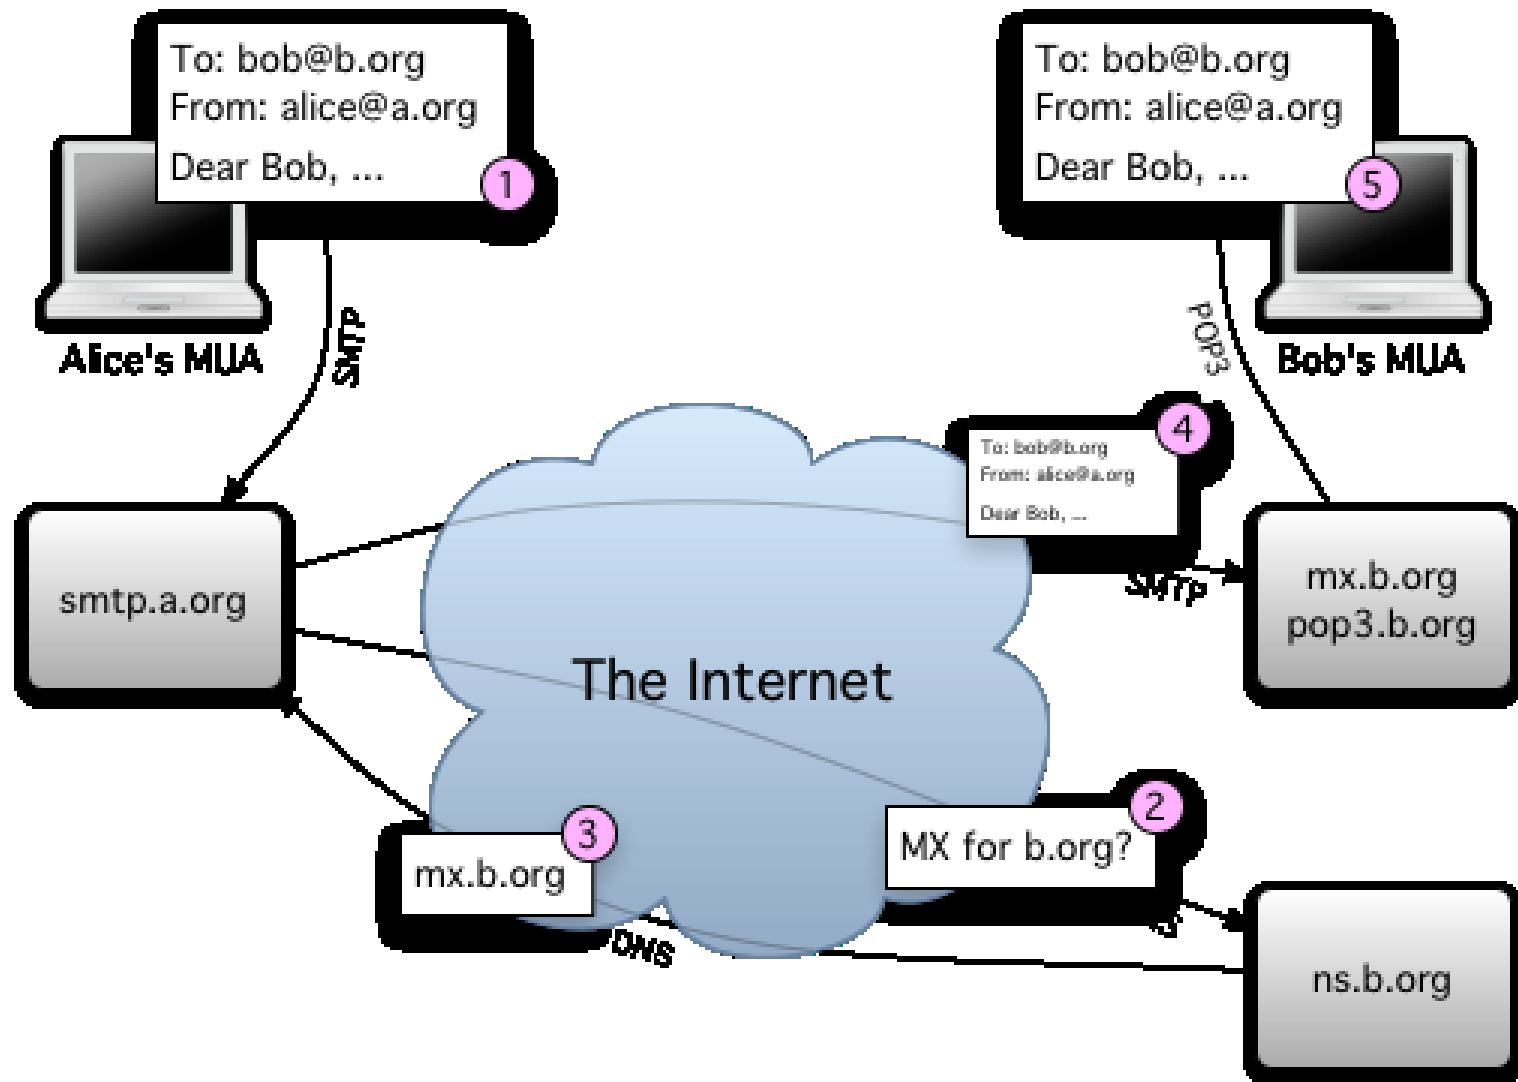 To: bob@b.org
From: alice@a.org
Dear Bob, ...
1
Alice's MUA
SMTP
To: bob@b.org
From: alice@a.org
Dear Bob, ...
5
Bob's MUA
POP3
4
To: bob@b.org
From: alice@a.org
Dear Bob, ...
SMTP
smtp.a.org
mx.b.org
pop3.b.org
The Internet
3
mx.b.org
DNS
2
MX for b.org?
ns.b.org